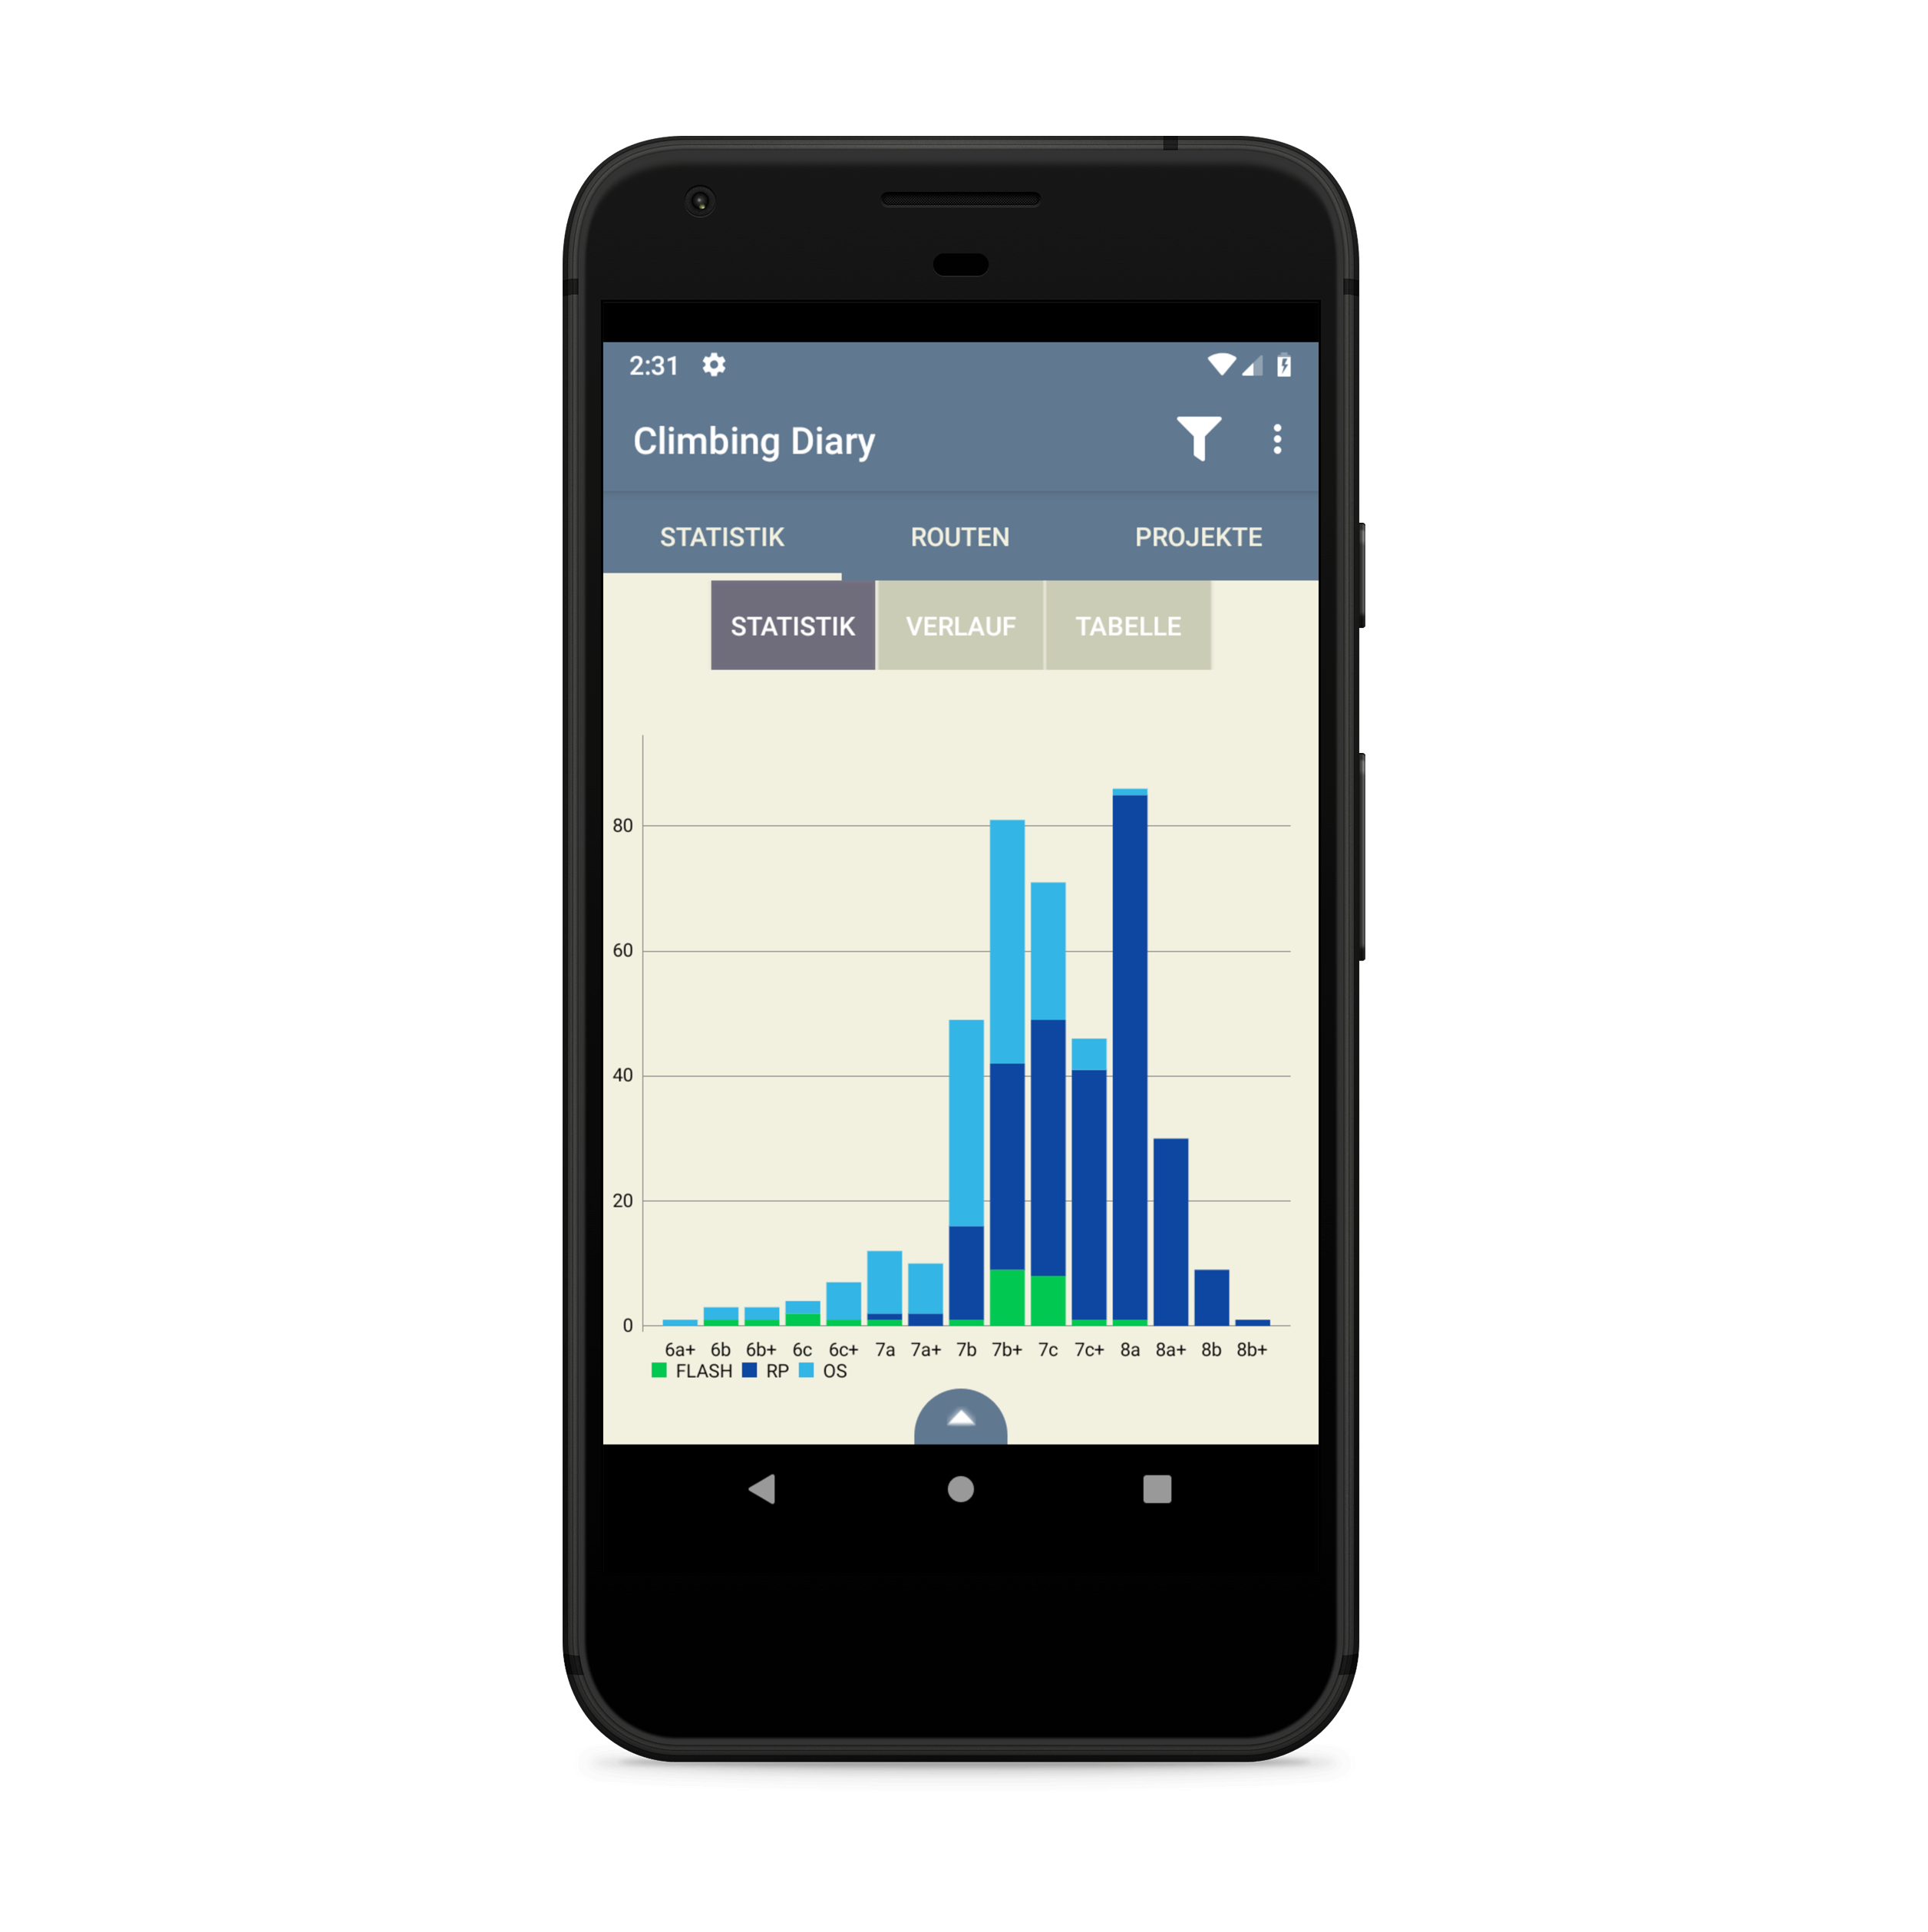 2:31
Climbing Diary
STATISTIK ROUTEN PROJEKTE
STATISTIK VERLAUF TABELLE
80
60
40
20
0
6a+ 6b 6b+ 6c 6c+ 7a 7a+ 7b 7b+ 7c 7c+ 8a 8a+ 8b 8b+
FLASH RP OS